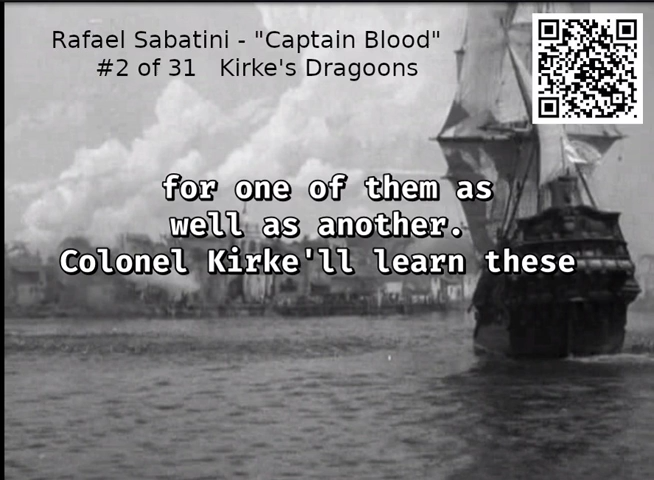 Rafael Sabatini - "Captain Blood"
#2 of 31   Kirke's Dragoons
for one of them as
well as another.
Colonel Kirke'll learn these